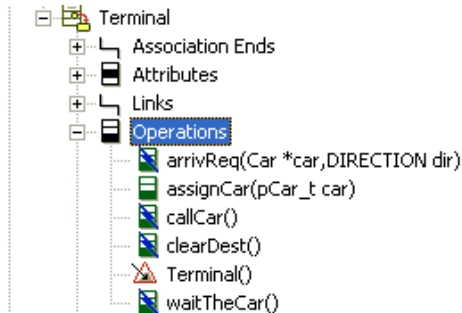 Terminal
Association Ends
Attributes
Links
Operations
arrivReq(Car *car,DIRECTION dir)
assignCar(pCar_t car)
callCar()
clearDest()
Terminal()
waitTheCar()